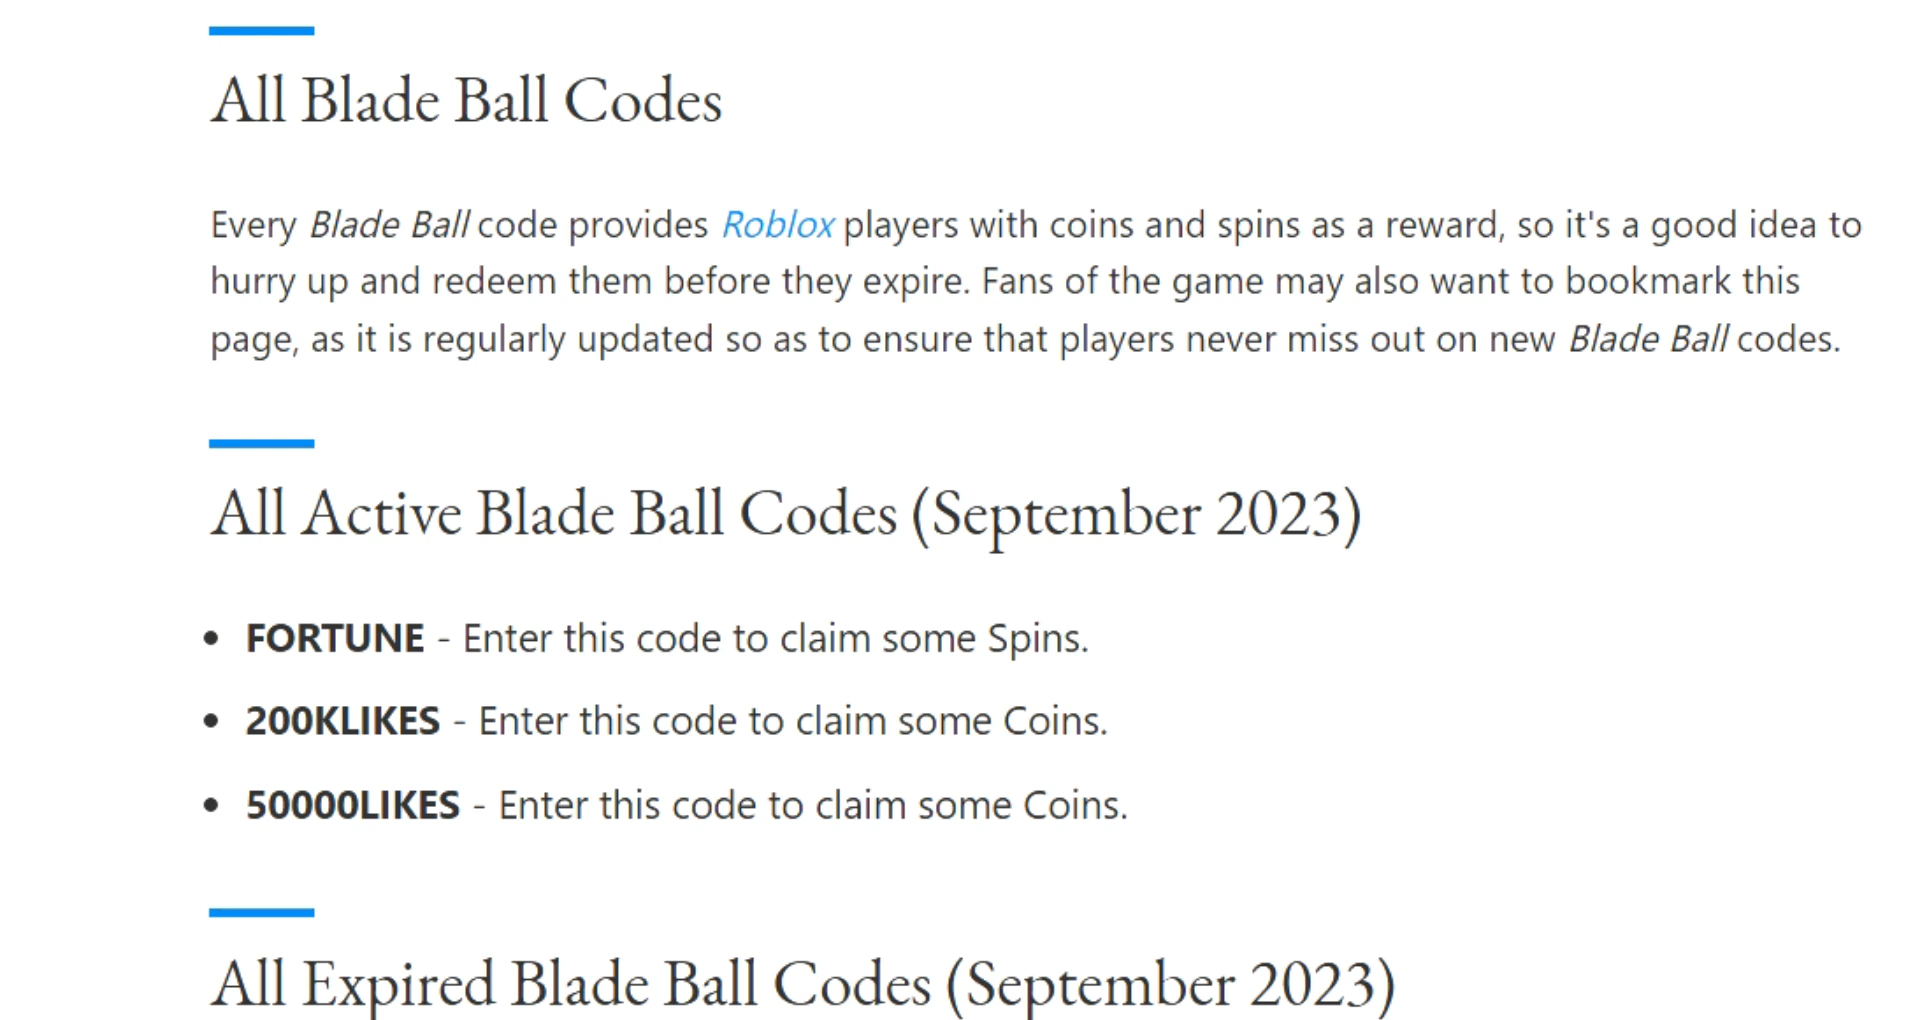 All Blade Ball Codes
Every Blade Ball code provides Roblox players with coins and spins as a reward, so it's a good idea to
hurry up and redeem them before they expire. Fans of the game may also want to bookmark this
page, as it is regularly updated so as to ensure that players never miss out on new Blade Ball codes.
All Active Blade Ball Codes (September 2023)
• FORTUNE - Enter this code to claim some Spins.
• 200KLIKES - Enter this code to claim some Coins.
• 50000LIKES - Enter this code to claim some Coins.
All Expired Blade Ball Codes (September 2023)